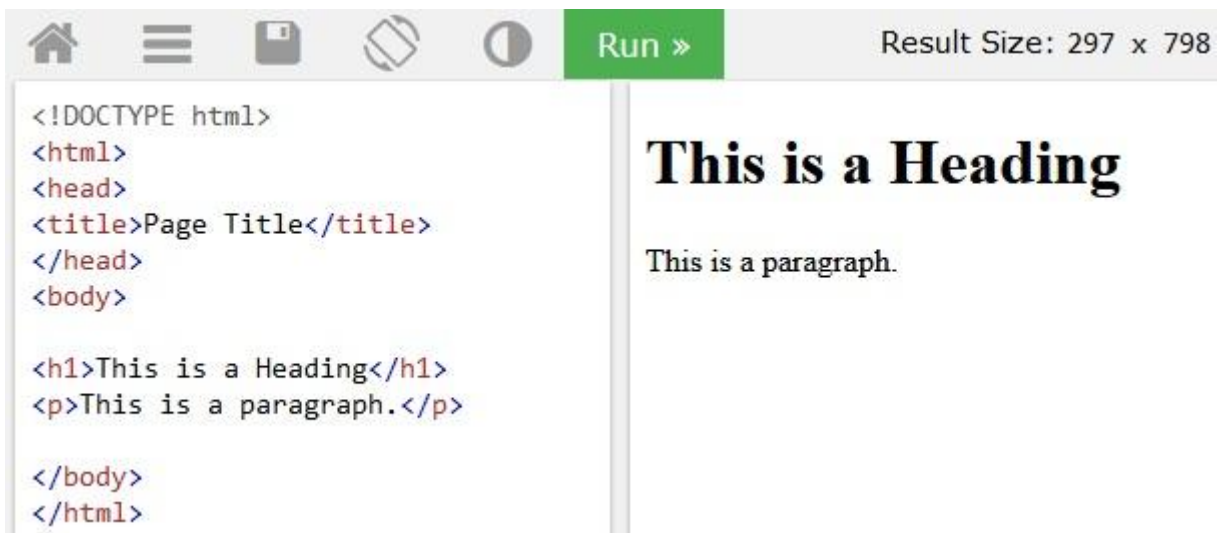 Run »
Result Size: 297 x 798
<!DOCTYPE html>
<html>
<head>
<title>Page Title</title>
</head>
<body>
<h1>This is a Heading</h1>
<p>This is a paragraph.</p>
</body>
</html>
This is a Heading
This is a paragraph.